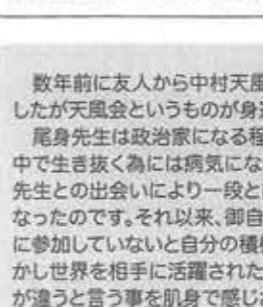 数年前に友人から中村天風
したが天風会というものが身近
尾身先生は政治家になる程
中で生き抜く為には病気にな
先生との出会いにより一段と
なったのです。それ以来、御自
に参加していないと自分の積極
かし世界を相手に活躍された
が違うと言う事を肌身で感じ